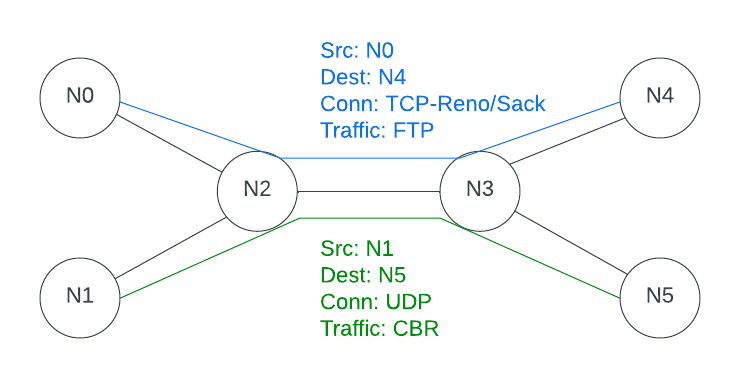 Src: N0
Dest: N4
Conn: TCP-Reno/Sack
Traffic: FTP
N0
N4
N2
N3
Src: N1
Dest: N5
Conn: UDP
Traffic: CBR
N1
N5